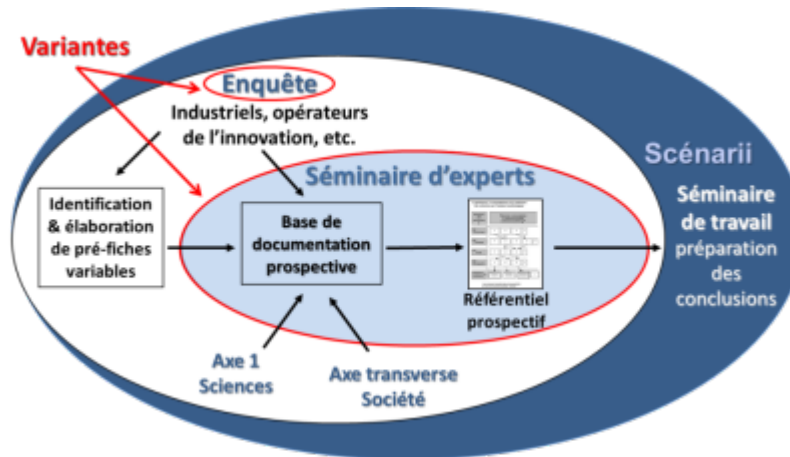 Variantes
Enquête
Industriels, opérateurs
de l'innovation, etc.
Scénarii
Séminaire d'experts
Séminaire
de travail
préparation
des
conclusions
Identification
& élaboration
de pré-fiches
variables
Base de
documentation
prospective
Référentiel
prospectif
Axe 1
Sciences
Axe transverse
Société